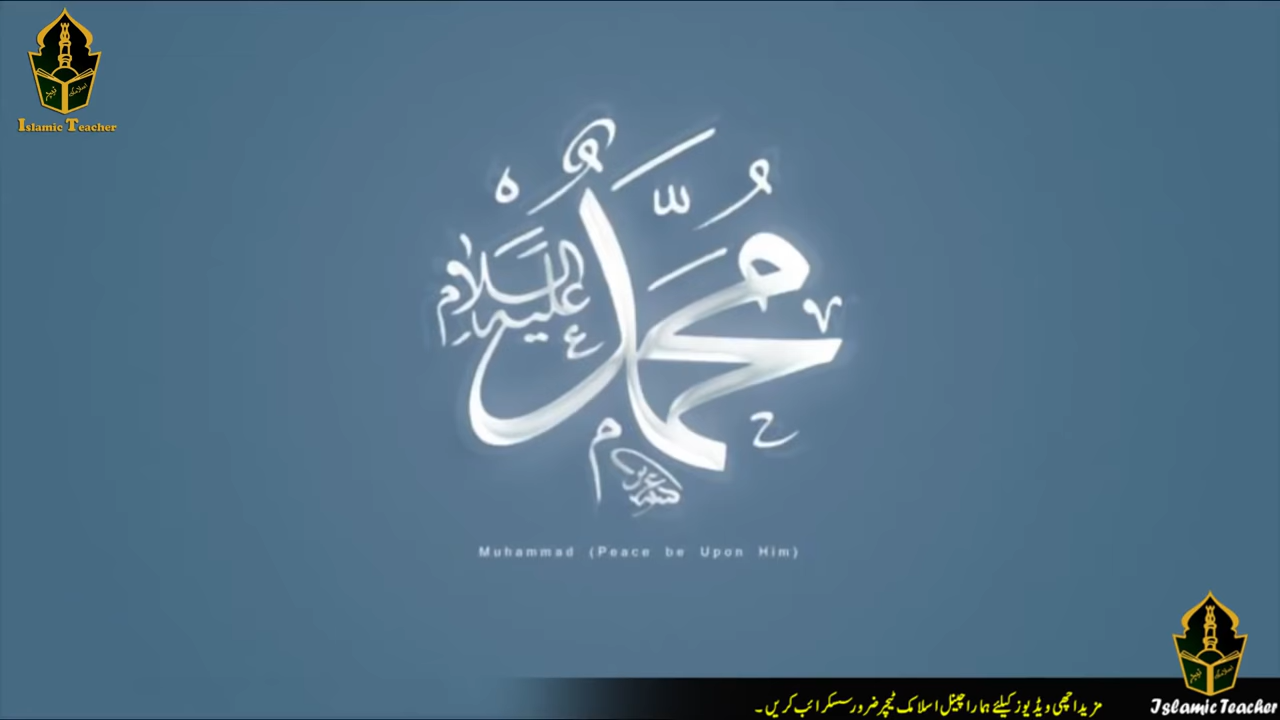 Islamic Teacher
مُحَمَّدٌ
عليه السلام
Muhammad (Peace be Upon Him)
Islamic Teacher
مزید اچھی ویڈیوز کیلئے ہمارا چینل اسلامک ٹیچر ضرور سبسکرائب کریں ۔